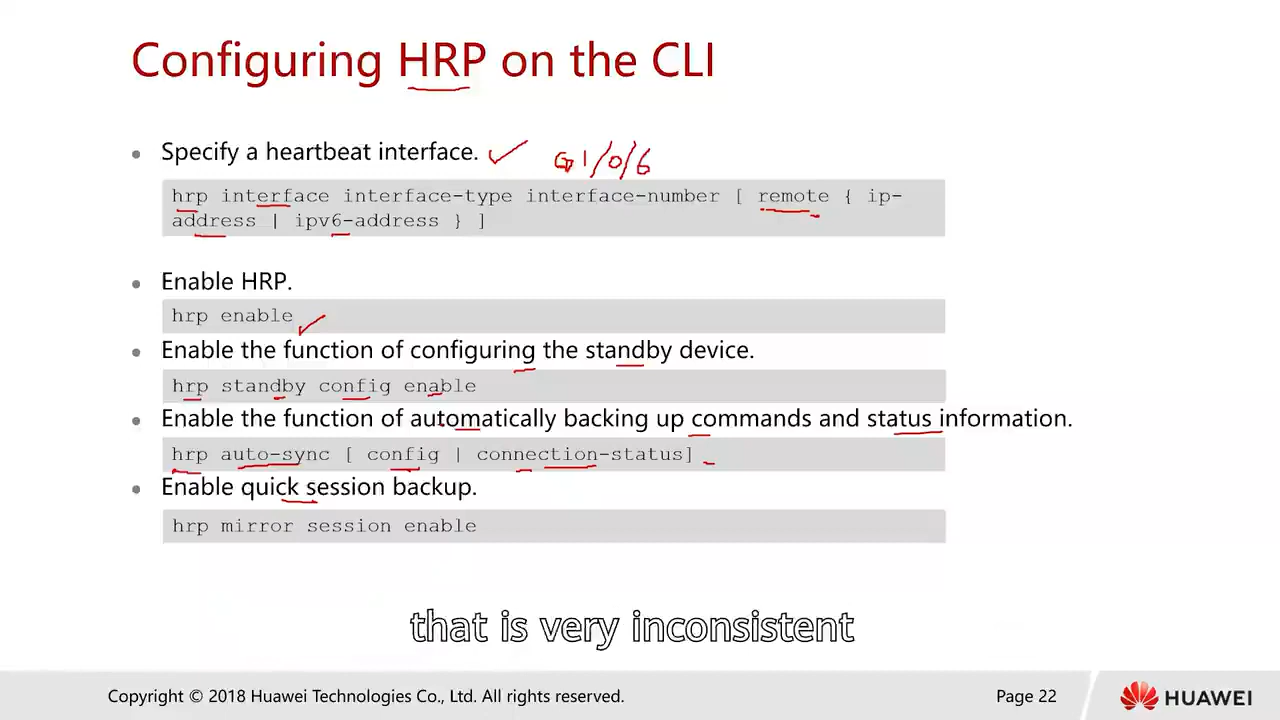 Configuring HRP on the CLI
Specify a heartbeat interface. G1/0/6
hrp interface interface-type interface-number [ remote { ip-
address | ipv6-address } ]
Enable HRP.
hrp enable
Enable the function of configuring the standby device.
hrp standby config enable
Enable the function of automatically backing up commands and status information.
hrp auto-sync [ config | connection-status]
Enable quick session backup.
hrp mirror session enable
that is very inconsistent
Copyright © 2018 Huawei Technologies Co., Ltd. All rights reserved. Page 22 HUAWEI